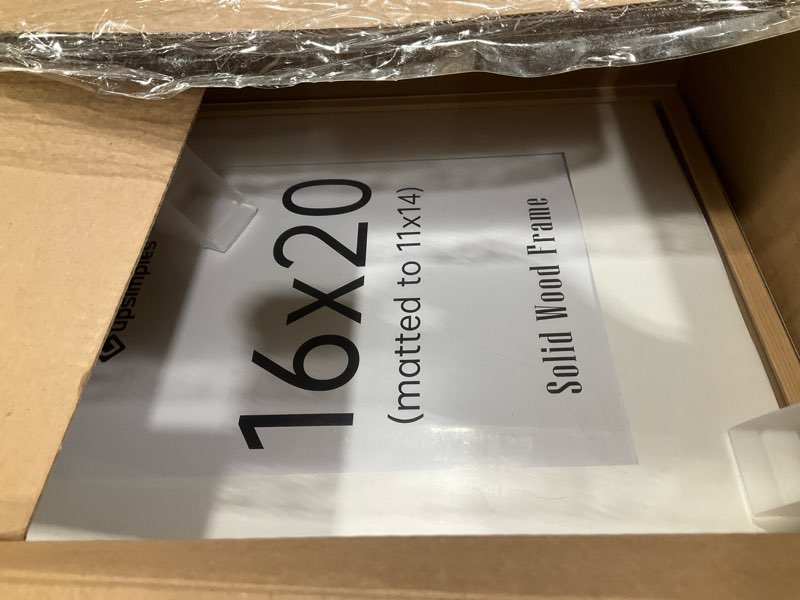 upsimples
16x20
(matted to 11x14)
Solid Wood Frame